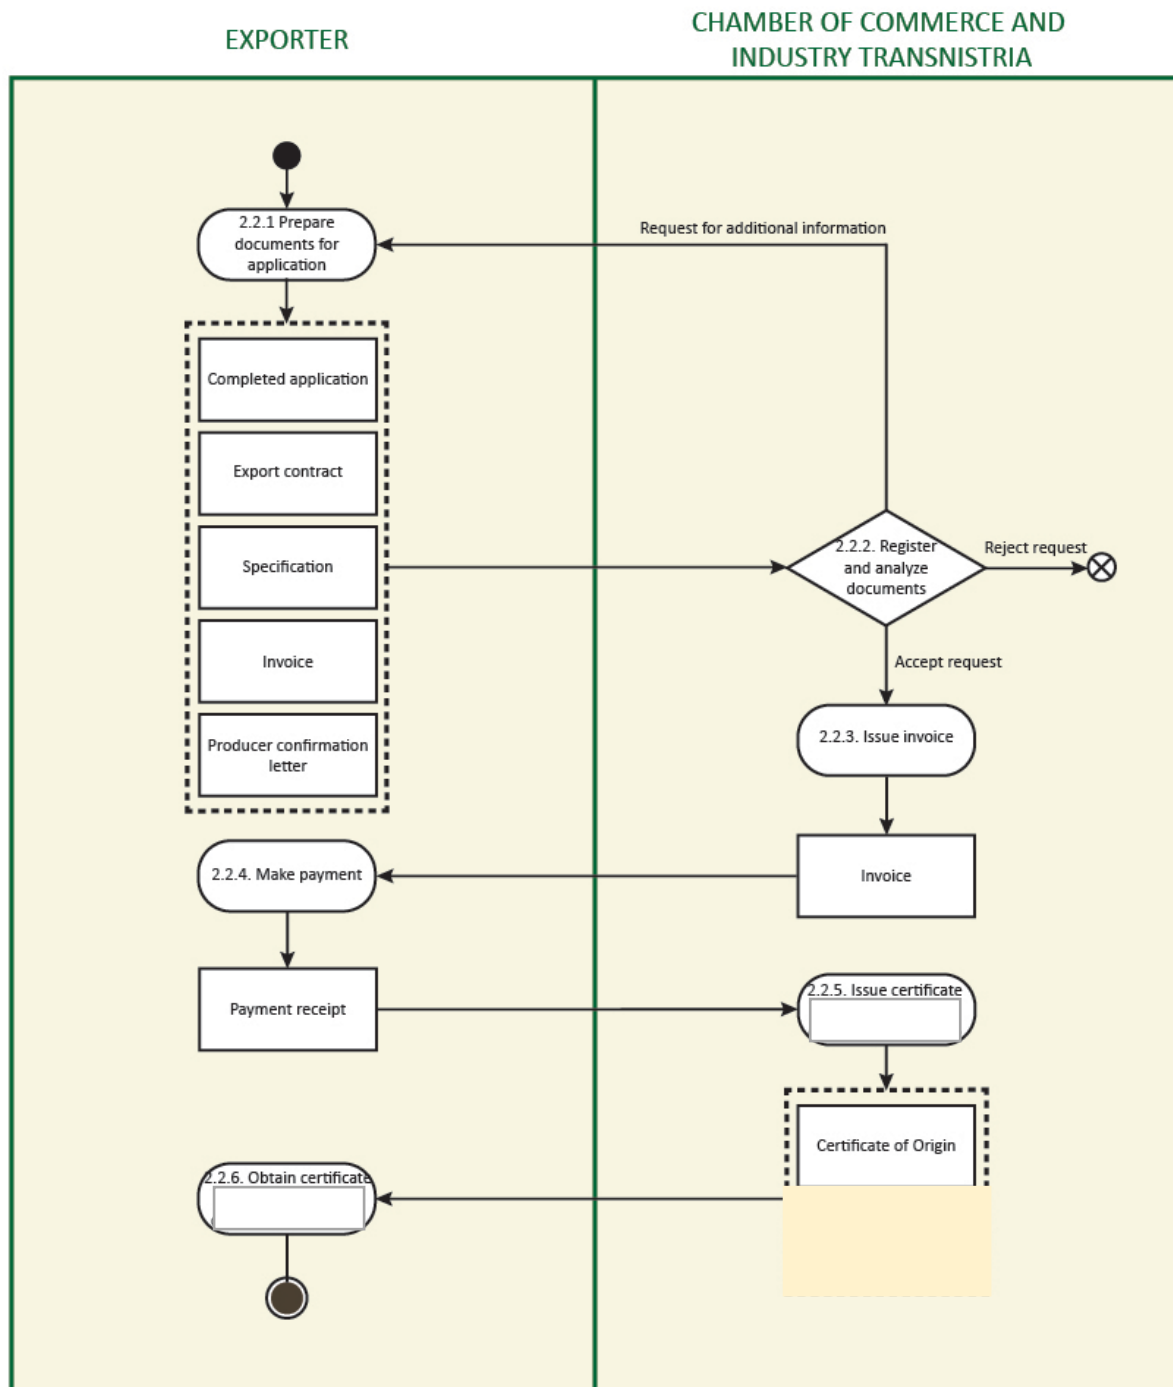 EXPORTER
CHAMBER OF COMMERCE AND
INDUSTRY TRANSNISTRIA
2.2.1 Prepare
documents for
application
Request for additional information
Completed application
Export contract
Specification
Invoice
Producer confirmation
letter
2.2.2. Register
and analyze
documents
Reject request
Accept request
2.2.3. Issue invoice
Invoice
2.2.4. Make payment
Payment receipt
2.2.5. Issue certificate
Certificate of Origin
2.2.6. Obtain certificate